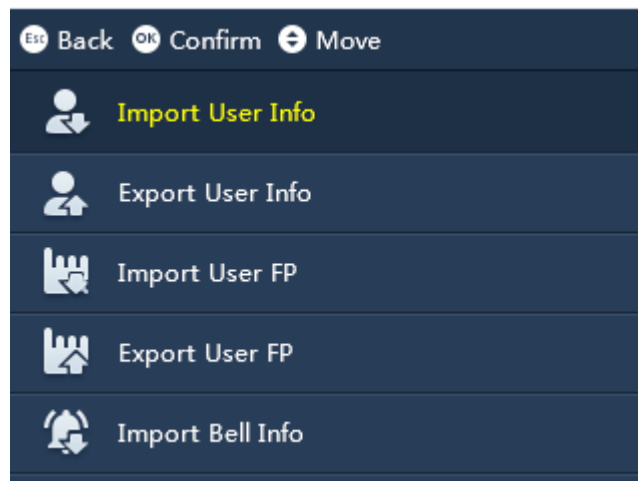 Esc Back OK Confirm Move
Import User Info
Export User Info
Import User FP
Export User FP
Import Bell Info